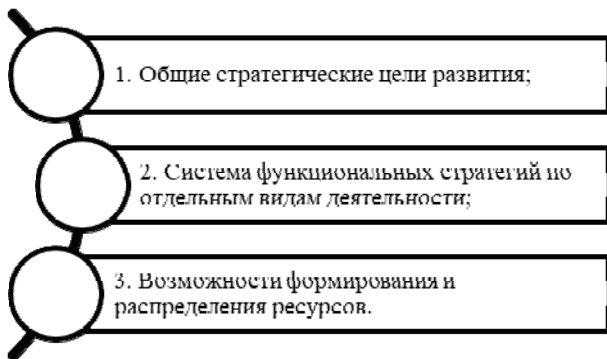 1. Общие стратегические цели развития;
2. Система функциональных стратегий по
отдельным видам деятельности;
3. Возможности формирования и
распределения ресурсов.